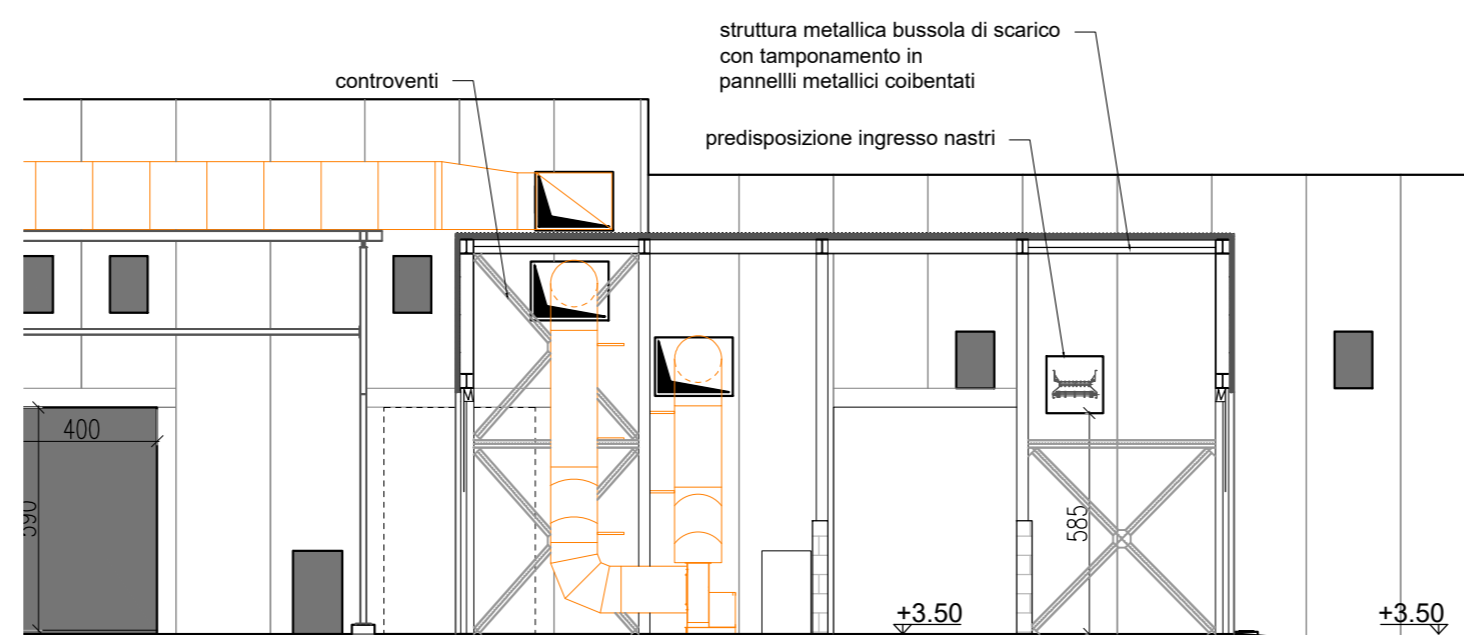 struttura metallica bussola di scarico
con tamponamento in
pannellli metallici coibentati
controventi
predisposizione ingresso nastri
400
590
585
+3.50
+3.50